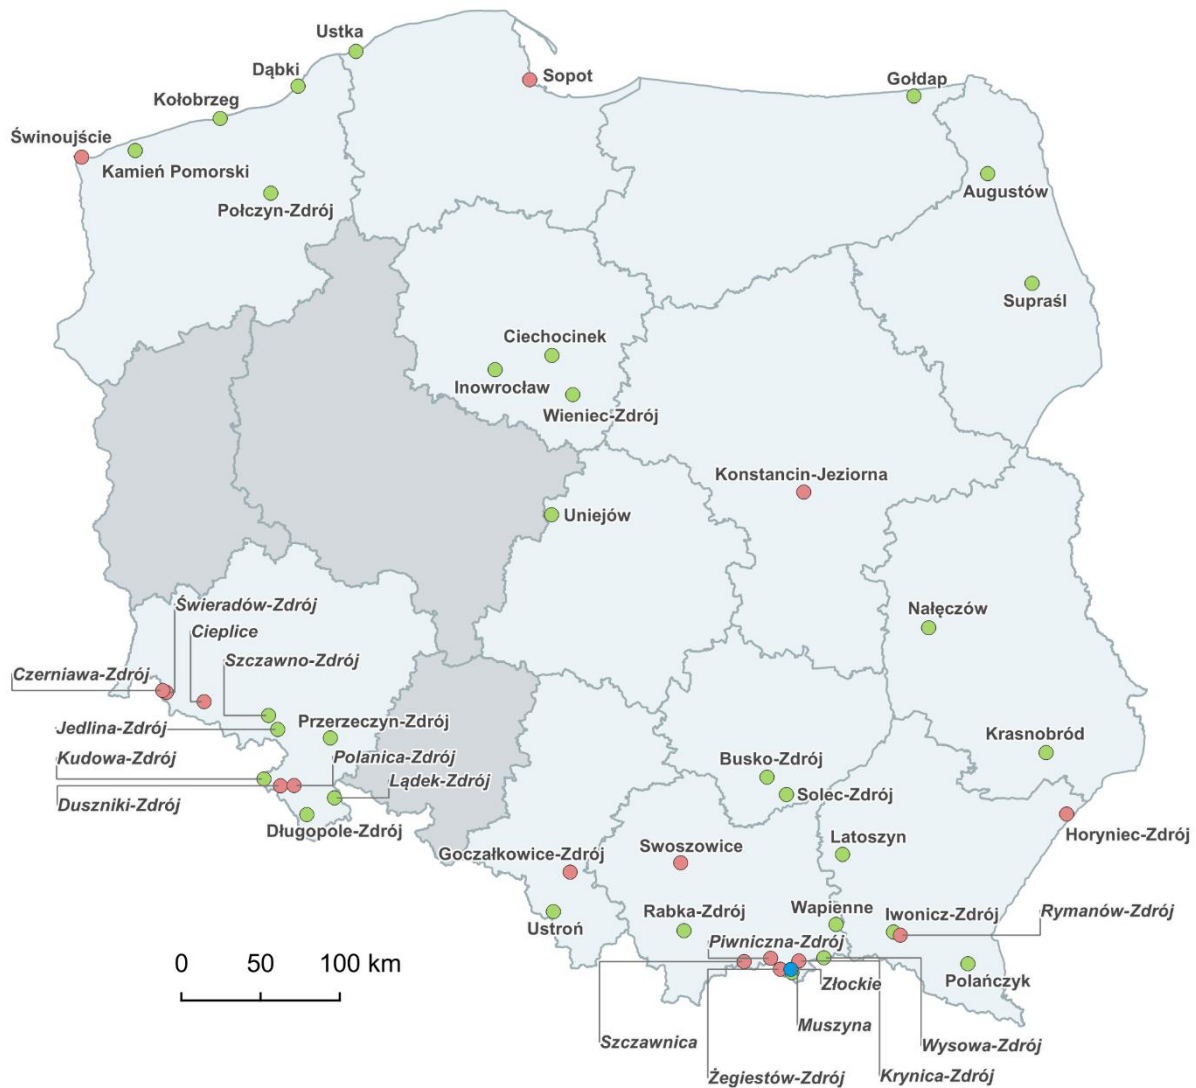 Ustka
Dąbki
Sopot
Gołdap
Kołobrzeg
Świnoujście
Kamień Pomorski
Augustów
Połczyn-Zdrój
Supraśl
Ciechocinek
Inowrocław
Wieniec-Zdrój
Konstancin-Jeziorna
Uniejów
Świeradów-Zdrój
Nałęczów
Cieplice
Szczawno-Zdrój
Czerniawa-Zdrój
Przerzeczyn-Zdrój
Jedlina-Zdrój
Krasnobród
Kudowa-Zdrój
Polanica-Zdrój
Busko-Zdrój
Lądek-Zdrój
Solec-Zdrój
Duszniki-Zdrój
Długopole-Zdrój
Horyniec-Zdrój
Latoszyn
Swoszowice
Goczałkowice-Zdrój
Wapienne
Rabka-Zdrój
Iwonicz-Zdrój
Rymanów-Zdrój
Ustroń
Piwniczna-Zdrój
0 50 100 km
Złockie
Polańczyk
Muszyna
Szczawnica
Wysowa-Zdrój
Żegiestów-Zdrój
Krynica-Zdrój